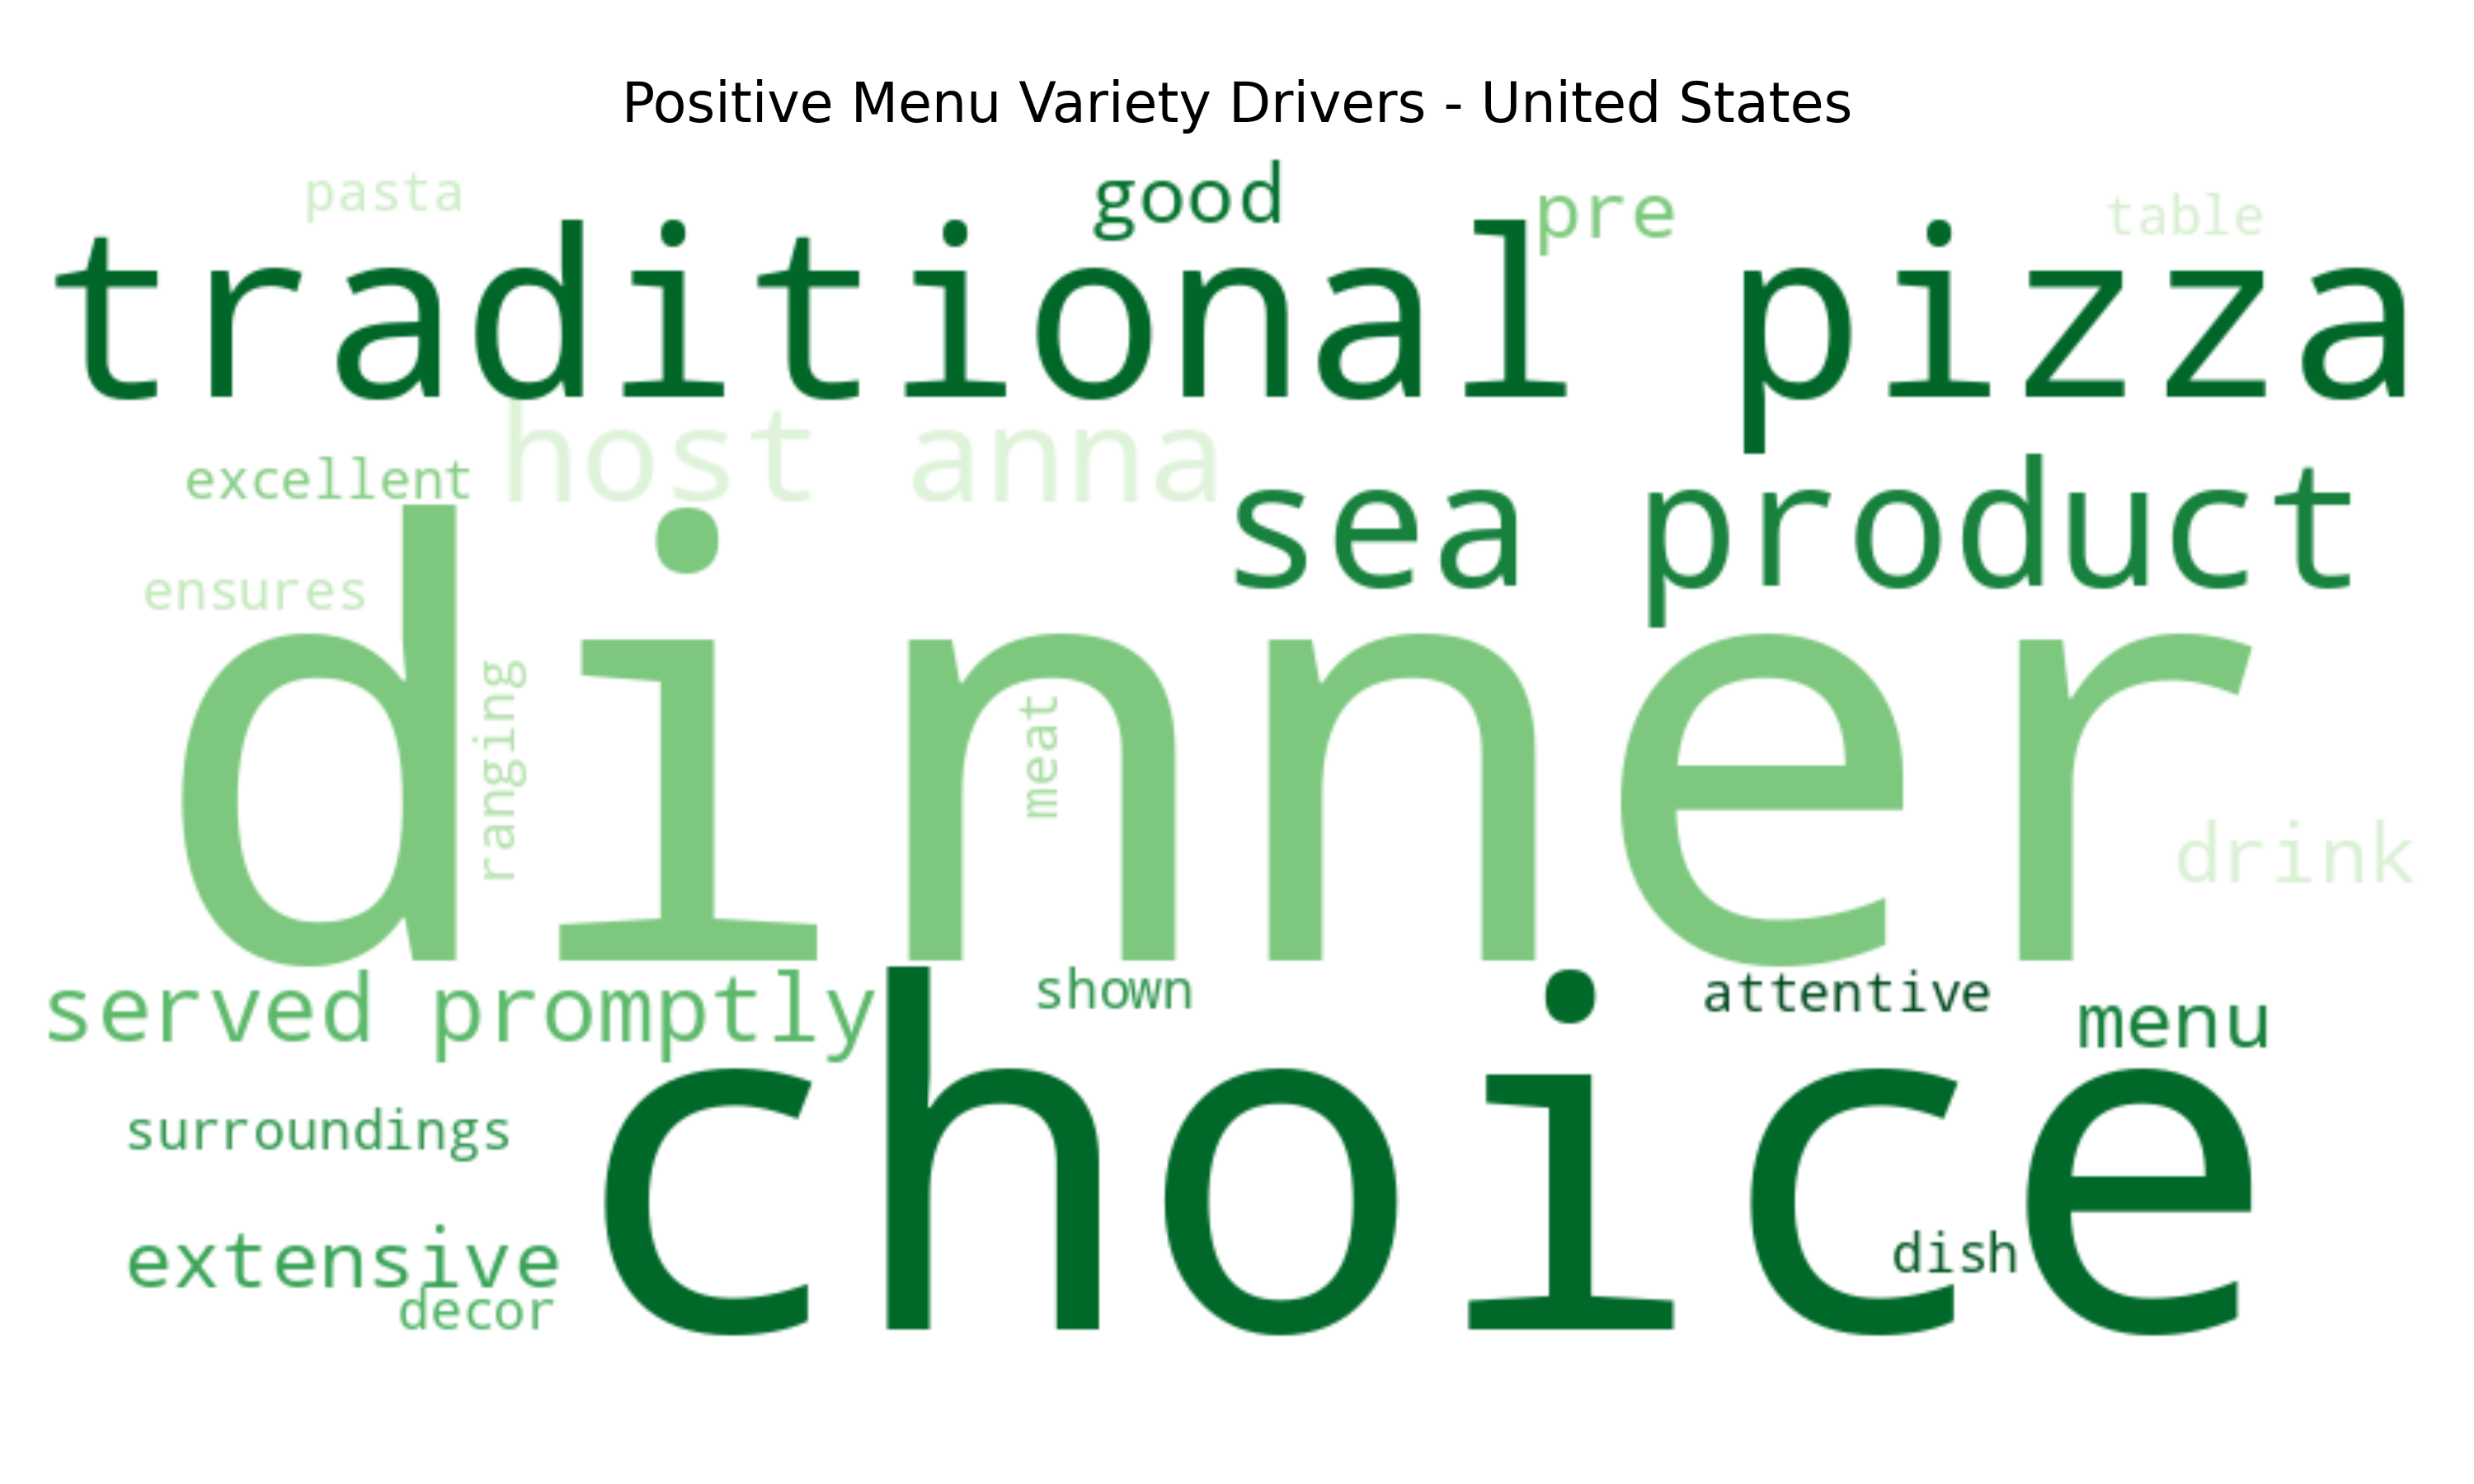 Positive Menu Variety Drivers - United States
pasta
good
pre
table
traditional pizza
host anna
excellent
sea product
ensures
dinner
ranging
meat
drink
served promptly
shown
attentive
menu
choice
surroundings
extensive
dish
decor